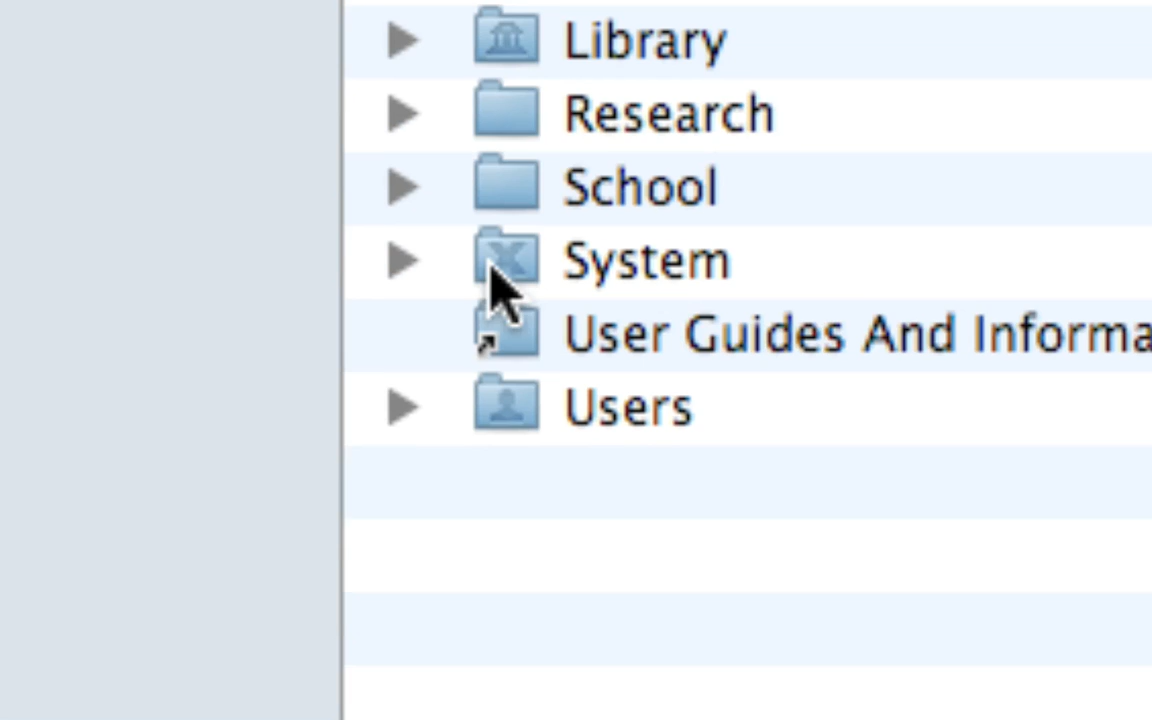 Library
Research
School
System
User Guides And Informa
Users